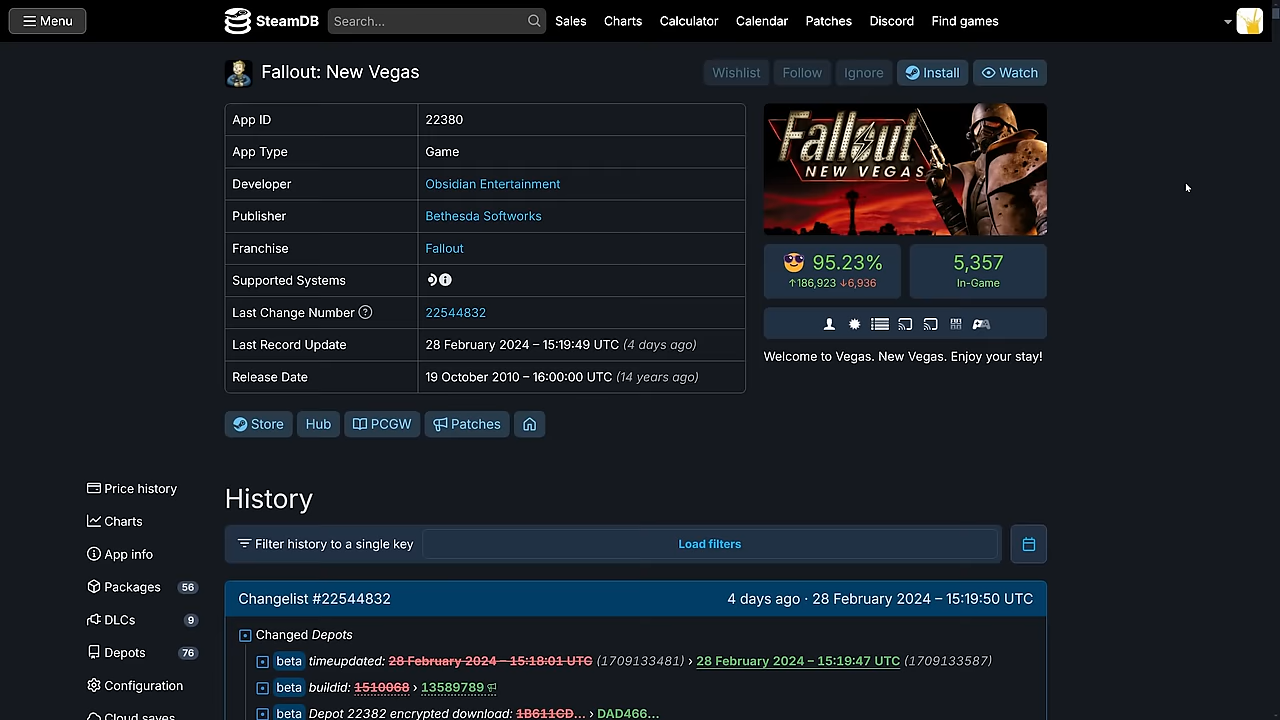 Menu
SteamDB
Search...
Sales
Charts
Calculator
Calendar
Patches
Discord
Find games
Fallout: New Vegas
Wishlist
Follow
Ignore
Install
Watch
App ID 22380
App Type Game
Developer Obsidian Entertainment
Publisher Bethesda Softworks
Franchise Fallout
Supported Systems
Last Change Number ? 22544832
Last Record Update 28 February 2024 – 15:19:49 UTC (4 days ago)
Release Date 19 October 2010 – 16:00:00 UTC (14 years ago)
Fallout
NEW VEGAS
95.23%
↑186,923 ↓6,936
5,357
In-Game
Welcome to Vegas. New Vegas. Enjoy your stay!
Store
Hub
PCGW
Patches
Price history
Charts
App info
Packages 56
DLCs 9
Depots 76
Configuration
Cloud saves
History
Filter history to a single key
Load filters
Changelist #22544832
4 days ago · 28 February 2024 – 15:19:50 UTC
Changed Depots
beta timeupdated: 28 February 2024 – 15:18:01 UTC (1709133481) › 28 February 2024 – 15:19:47 UTC (1709133587)
beta buildid: 1510068 › 13589789
beta Depot 22382 encrypted download: 1B611CD... › DAD466...